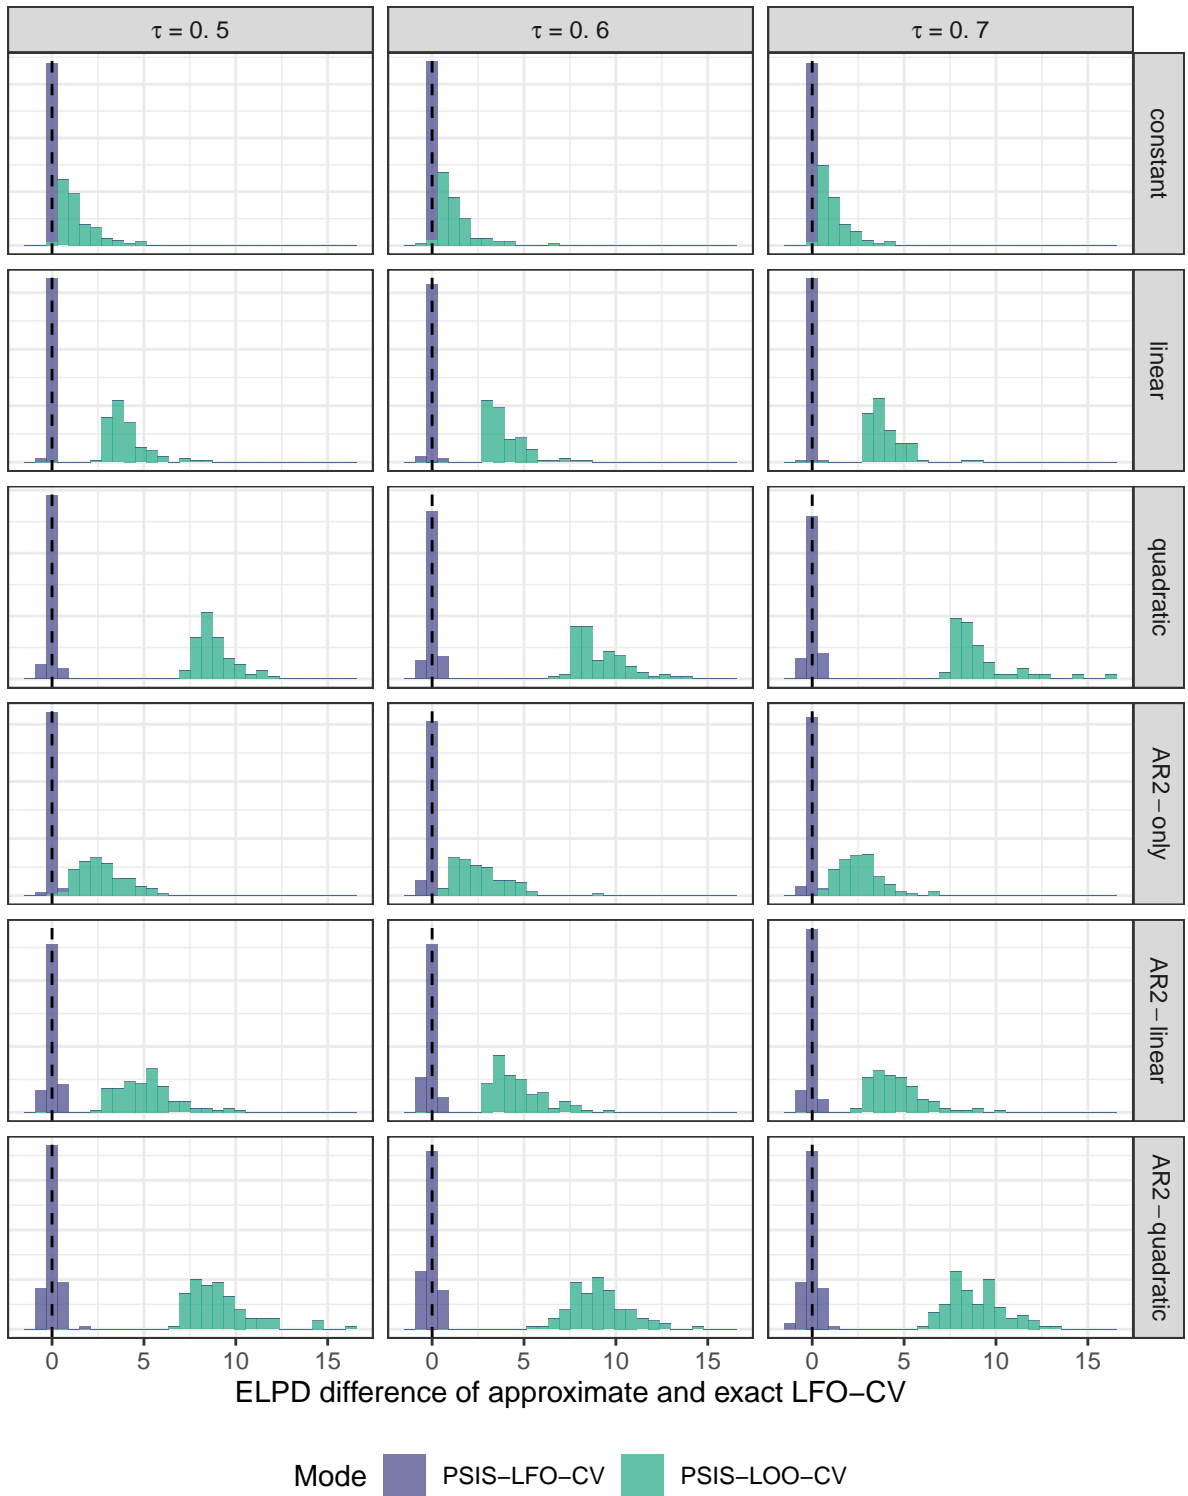 τ = 0. 5
τ = 0. 6
τ = 0. 7
constant
linear
quadratic
AR2−only
AR2−linear
AR2−quadratic
0 5 10 15 0 5 10 15 0 5 10 15
ELPD difference of approximate and exact LFO−CV
Mode PSIS−LFO−CV PSIS−LOO−CV